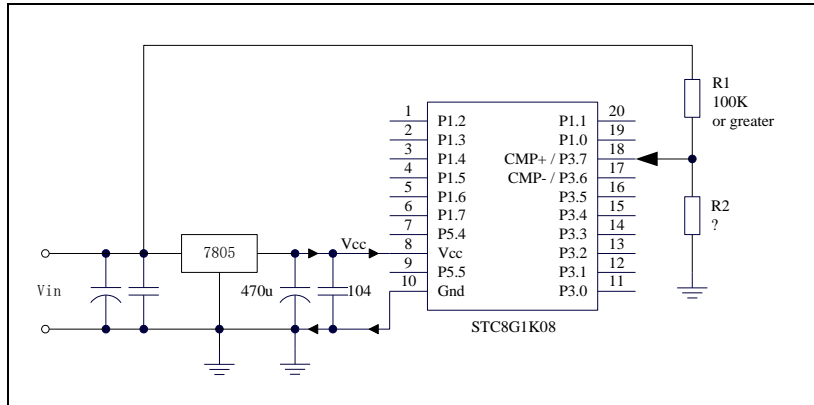 R1
100K
or greater
1 P1.2 P1.1 20
2 P1.3 P1.0 19
3 P1.4 CMP+ / P3.7 18
4 P1.5 CMP- / P3.6 17
5 P1.6 P3.5 16
6 P1.7 P3.4 15
7 P5.4 P3.3 14
8 Vcc P3.2 13
9 P5.5 P3.1 12
10 Gnd P3.0 11
STC8G1K08
R2
?
7805
Vcc
Vin
470u
104